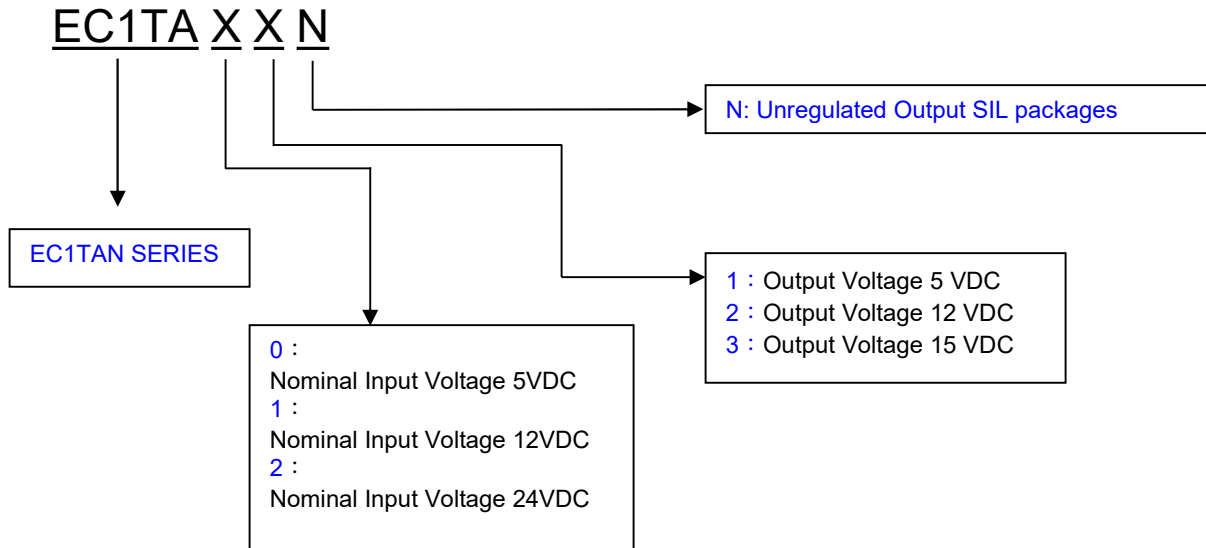 EC1TA X X N
N: Unregulated Output SIL packages
EC1TAN SERIES
1：Output Voltage 5 VDC
2：Output Voltage 12 VDC
3：Output Voltage 15 VDC
0：
Nominal Input Voltage 5VDC
1：
Nominal Input Voltage 12VDC
2：
Nominal Input Voltage 24VDC